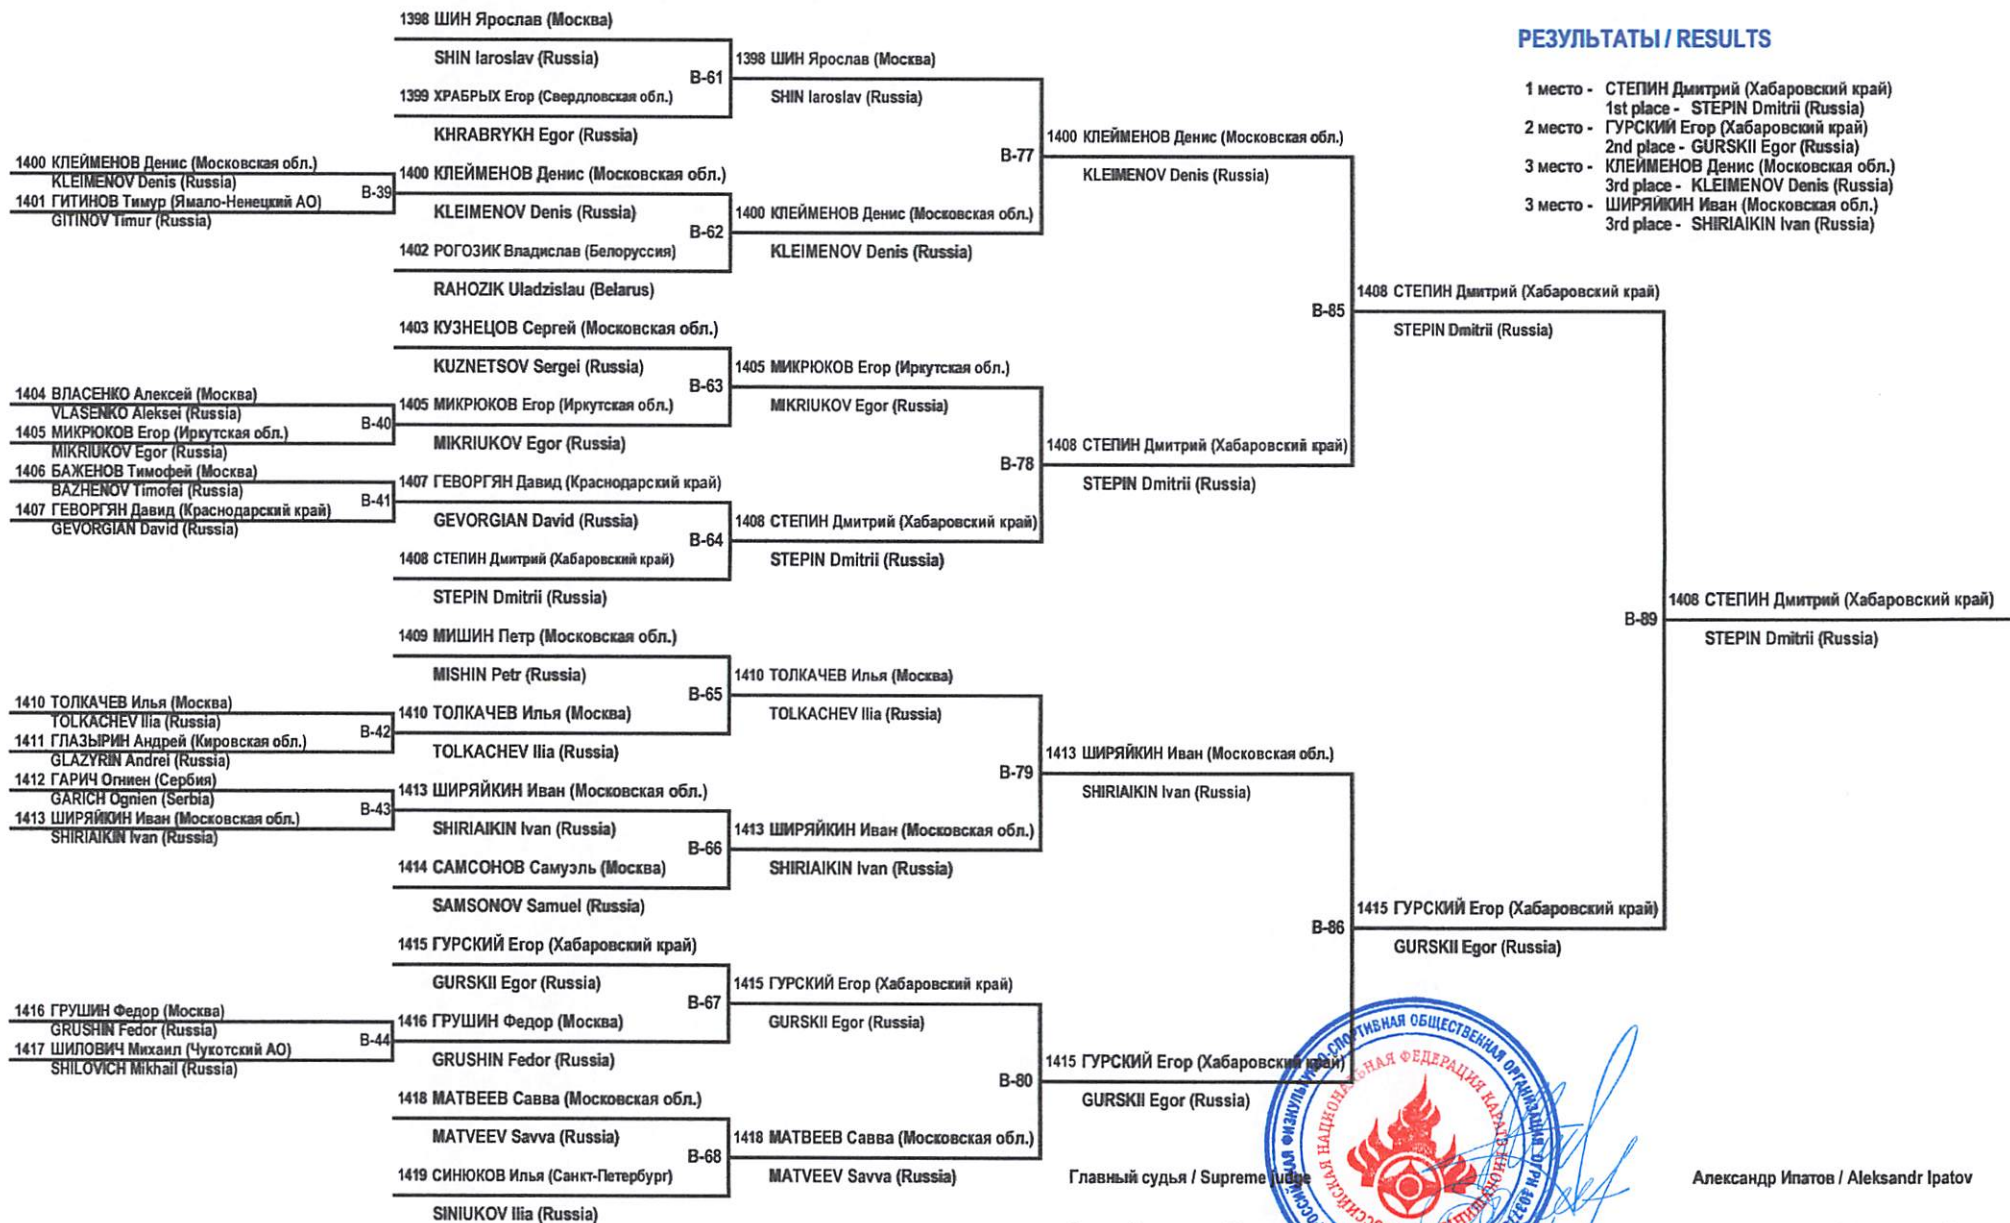 РЕЗУЛЬТАТЫ / RESULTS
1 место - СТЕПИН Дмитрий (Хабаровский край)
1st place - STEPIN Dmitrii (Russia)
2 место - ГУРСКИЙ Егор (Хабаровский край)
2nd place - GURSKII Egor (Russia)
3 место - КЛЕЙМЕНОВ Денис (Московская обл.)
3rd place - KLEIMENOV Denis (Russia)
3 место - ШИРЯЙКИН Иван (Московская обл.)
3rd place - SHIRIAIKIN Ivan (Russia)
1400 КЛЕЙМЕНОВ Денис (Московская обл.)
KLEIMENOV Denis (Russia)
B-39
1401 ГИТИНОВ Тимур (Ямало-Ненецкий АО)
GITINOV Timur (Russia)
1404 ВЛАСЕНКО Алексей (Москва)
VLASENKO Aleksei (Russia)
B-40
1405 МИКРЮКОВ Егор (Иркутская обл.)
MIKRIUKOV Egor (Russia)
1406 БАЖЕНОВ Тимофей (Москва)
BAZHENOV Timofei (Russia)
B-41
1407 ГЕВОРГЯН Давид (Краснодарский край)
GEVORGIAN David (Russia)
1410 ТОЛКАЧЕВ Илья (Москва)
TOLKACHEV Ilia (Russia)
B-42
1411 ГЛАЗЫРИН Андрей (Кировская обл.)
GLAZYRIN Andrei (Russia)
1412 ГАРИЧ Огниен (Сербия)
GARICH Ognien (Serbia)
B-43
1413 ШИРЯЙКИН Иван (Московская обл.)
SHIRIAIKIN Ivan (Russia)
1416 ГРУШИН Федор (Москва)
GRUSHIN Fedor (Russia)
B-44
1417 ШИЛОВИЧ Михаил (Чукотский АО)
SHILOVICH Mikhail (Russia)
1398 ШИН Ярослав (Москва)
SHIN Iaroslav (Russia)
B-61
1399 ХРАБРЫХ Егор (Свердловская обл.)
KHRABRYKH Egor (Russia)
1400 КЛЕЙМЕНОВ Денис (Московская обл.)
KLEIMENOV Denis (Russia)
B-62
1402 РОГОЗИК Владислав (Белоруссия)
RAHOZIK Uladzislau (Belarus)
1403 КУЗНЕЦОВ Сергей (Московская обл.)
KUZNETSOV Sergei (Russia)
B-63
1405 МИКРЮКОВ Егор (Иркутская обл.)
MIKRIUKOV Egor (Russia)
1407 ГЕВОРГЯН Давид (Краснодарский край)
GEVORGIAN David (Russia)
B-64
1408 СТЕПИН Дмитрий (Хабаровский край)
STEPIN Dmitrii (Russia)
1409 МИШИН Петр (Московская обл.)
MISHIN Petr (Russia)
B-65
1410 ТОЛКАЧЕВ Илья (Москва)
TOLKACHEV Ilia (Russia)
1413 ШИРЯЙКИН Иван (Московская обл.)
SHIRIAIKIN Ivan (Russia)
B-66
1414 САМСОНОВ Самуэль (Москва)
SAMSONOV Samuel (Russia)
1415 ГУРСКИЙ Егор (Хабаровский край)
GURSKII Egor (Russia)
B-67
1416 ГРУШИН Федор (Москва)
GRUSHIN Fedor (Russia)
1418 МАТВЕЕВ Савва (Московская обл.)
MATVEEV Savva (Russia)
B-68
1419 СИНЮКОВ Илья (Санкт-Петербург)
SINIUKOV Ilia (Russia)
1398 ШИН Ярослав (Москва)
SHIN Iaroslav (Russia)
B-77
1400 КЛЕЙМЕНОВ Денис (Московская обл.)
KLEIMENOV Denis (Russia)
1405 МИКРЮКОВ Егор (Иркутская обл.)
MIKRIUKOV Egor (Russia)
B-78
1408 СТЕПИН Дмитрий (Хабаровский край)
STEPIN Dmitrii (Russia)
1410 ТОЛКАЧЕВ Илья (Москва)
TOLKACHEV Ilia (Russia)
B-79
1413 ШИРЯЙКИН Иван (Московская обл.)
SHIRIAIKIN Ivan (Russia)
1415 ГУРСКИЙ Егор (Хабаровский край)
GURSKII Egor (Russia)
B-80
1418 МАТВЕЕВ Савва (Московская обл.)
MATVEEV Savva (Russia)
1400 КЛЕЙМЕНОВ Денис (Московская обл.)
KLEIMENOV Denis (Russia)
B-85
1408 СТЕПИН Дмитрий (Хабаровский край)
STEPIN Dmitrii (Russia)
1413 ШИРЯЙКИН Иван (Московская обл.)
SHIRIAIKIN Ivan (Russia)
B-86
1415 ГУРСКИЙ Егор (Хабаровский край)
GURSKII Egor (Russia)
1408 СТЕПИН Дмитрий (Хабаровский край)
STEPIN Dmitrii (Russia)
B-89
1415 ГУРСКИЙ Егор (Хабаровский край)
GURSKII Egor (Russia)
1408 СТЕПИН Дмитрий (Хабаровский край)
STEPIN Dmitrii (Russia)
Главный судья / Supreme judge
Александр Ипатов / Aleksandr Ipatov
ФИЗКУЛЬТУРНО-СПОРТИВНАЯ ОБЩЕСТВЕННАЯ ОРГАНИЗАЦИЯ ОГРН
НАЦИОНАЛЬНАЯ ФЕДЕРАЦИЯ КАРАТЭ